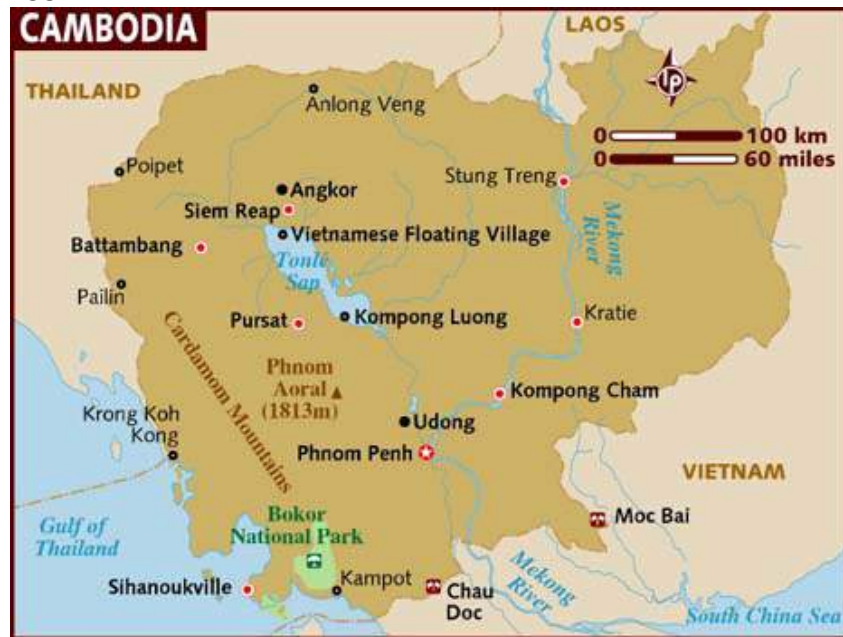 CAMBODIA
LAOS
THAILAND
Anlong Veng
lp
0 100 km
0 60 miles
Poipet
Stung Treng
Angkor
Siem Reap
Vietnamese Floating Village
Battambang
Tonlé
Sap
Mekong
River
Pailin
Pursat
Kompong Luong
Kratie
Cardamom Mountains
Phnom
Aoral
(1813m)
Kompong Cham
Krong Koh
Kong
Udong
Phnom Penh
VIETNAM
Gulf of
Thailand
Bokor
National Park
Moc Bai
Sihanoukville
Kampot
Chau
Doc
Mekong
River
South China Sea